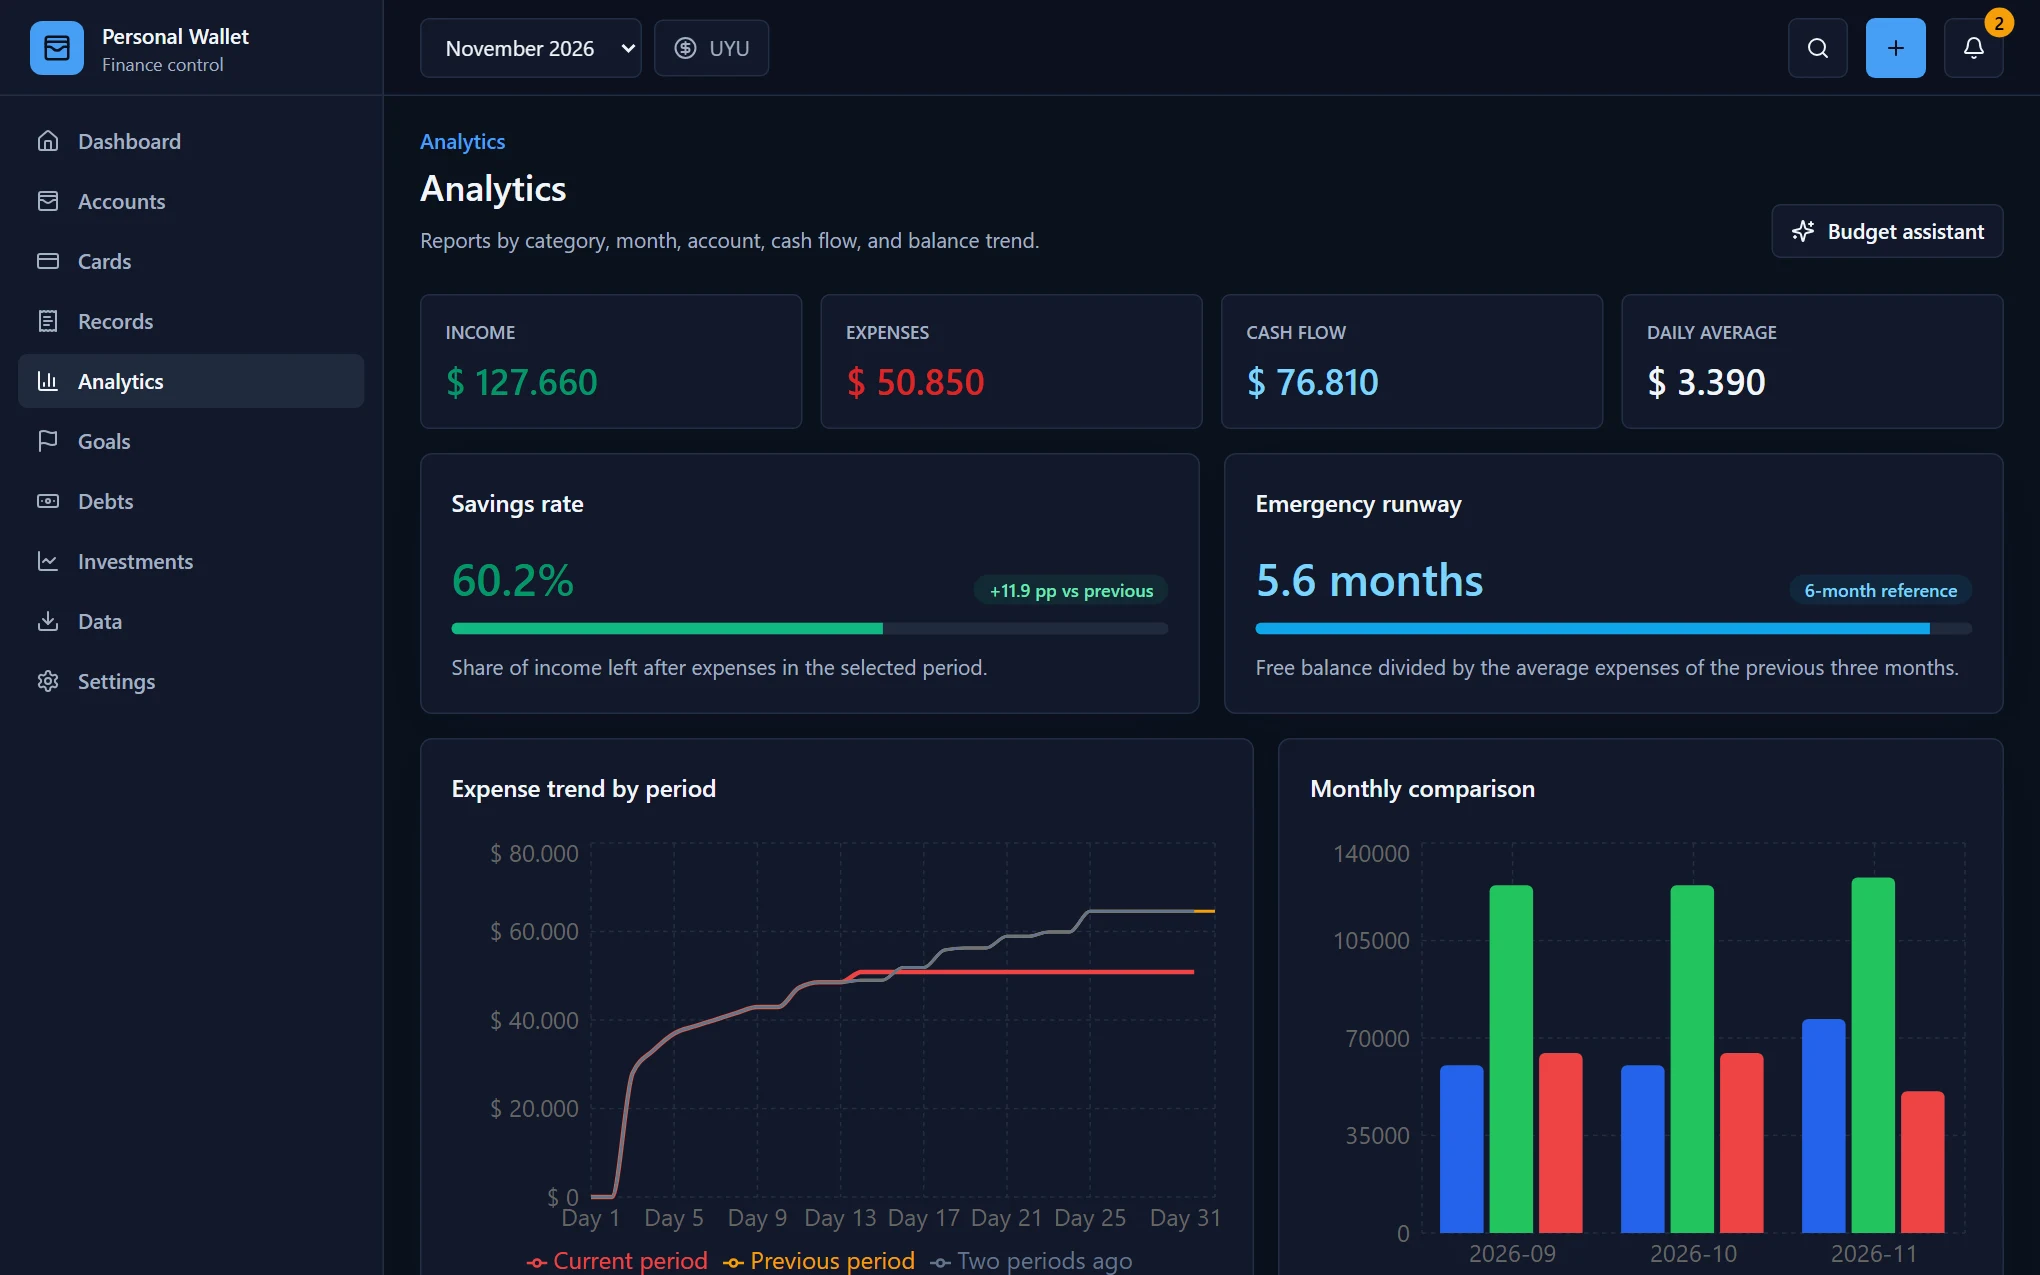 Personal Wallet
Finance control
November 2026
UYU
2
Dashboard
Accounts
Cards
Records
Analytics
Goals
Debts
Investments
Data
Settings
Analytics
Analytics
Reports by category, month, account, cash flow, and balance trend.
Budget assistant
INCOME
$ 127.660
EXPENSES
$ 50.850
CASH FLOW
$ 76.810
DAILY AVERAGE
$ 3.390
Savings rate
60.2%
+11.9 pp vs previous
Share of income left after expenses in the selected period.
Emergency runway
5.6 months
6-month reference
Free balance divided by the average expenses of the previous three months.
Expense trend by period
$ 80.000
$ 60.000
$ 40.000
$ 20.000
$ 0
Day 1 Day 5 Day 9 Day 13 Day 17 Day 21 Day 25 Day 31
Current period Previous period Two periods ago
Monthly comparison
140000
105000
70000
35000
0
2026-09 2026-10 2026-11